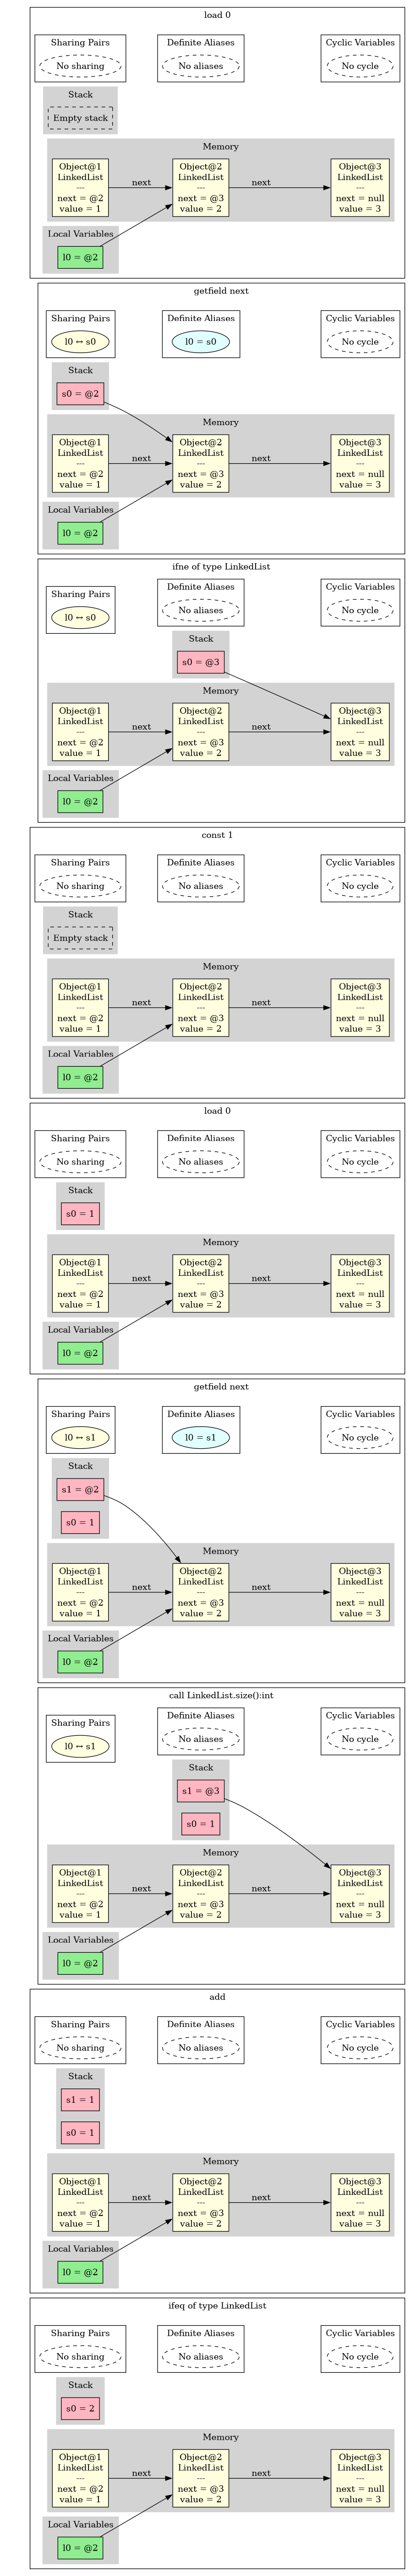 load 0
Sharing Pairs
No sharing
Definite Aliases
No aliases
Cyclic Variables
No cycle
Stack
Empty stack
Memory
Object@1
LinkedList
---
next = @2
value = 1
next
Object@2
LinkedList
---
next = @3
value = 2
next
Object@3
LinkedList
---
next = null
value = 3
Local Variables
l0 = @2
getfield next
Sharing Pairs
l0 ↔ s0
Definite Aliases
l0 = s0
Cyclic Variables
No cycle
Stack
s0 = @2
Memory
Object@1
LinkedList
---
next = @2
value = 1
next
Object@2
LinkedList
---
next = @3
value = 2
next
Object@3
LinkedList
---
next = null
value = 3
Local Variables
l0 = @2
ifne of type LinkedList
Sharing Pairs
l0 ↔ s0
Definite Aliases
No aliases
Cyclic Variables
No cycle
Stack
s0 = @3
Memory
Object@1
LinkedList
---
next = @2
value = 1
next
Object@2
LinkedList
---
next = @3
value = 2
next
Object@3
LinkedList
---
next = null
value = 3
Local Variables
l0 = @2
const 1
Sharing Pairs
No sharing
Definite Aliases
No aliases
Cyclic Variables
No cycle
Stack
Empty stack
Memory
Object@1
LinkedList
---
next = @2
value = 1
next
Object@2
LinkedList
---
next = @3
value = 2
next
Object@3
LinkedList
---
next = null
value = 3
Local Variables
l0 = @2
load 0
Sharing Pairs
No sharing
Definite Aliases
No aliases
Cyclic Variables
No cycle
Stack
s0 = 1
Memory
Object@1
LinkedList
---
next = @2
value = 1
next
Object@2
LinkedList
---
next = @3
value = 2
next
Object@3
LinkedList
---
next = null
value = 3
Local Variables
l0 = @2
getfield next
Sharing Pairs
l0 ↔ s1
Definite Aliases
l0 = s1
Cyclic Variables
No cycle
Stack
s1 = @2
s0 = 1
Memory
Object@1
LinkedList
---
next = @2
value = 1
next
Object@2
LinkedList
---
next = @3
value = 2
next
Object@3
LinkedList
---
next = null
value = 3
Local Variables
l0 = @2
call LinkedList.size():int
Sharing Pairs
l0 ↔ s1
Definite Aliases
No aliases
Cyclic Variables
No cycle
Stack
s1 = @3
s0 = 1
Memory
Object@1
LinkedList
---
next = @2
value = 1
next
Object@2
LinkedList
---
next = @3
value = 2
next
Object@3
LinkedList
---
next = null
value = 3
Local Variables
l0 = @2
add
Sharing Pairs
No sharing
Definite Aliases
No aliases
Cyclic Variables
No cycle
Stack
s1 = 1
s0 = 1
Memory
Object@1
LinkedList
---
next = @2
value = 1
next
Object@2
LinkedList
---
next = @3
value = 2
next
Object@3
LinkedList
---
next = null
value = 3
Local Variables
l0 = @2
ifeq of type LinkedList
Sharing Pairs
No sharing
Definite Aliases
No aliases
Cyclic Variables
No cycle
Stack
s0 = 2
Memory
Object@1
LinkedList
---
next = @2
value = 1
next
Object@2
LinkedList
---
next = @3
value = 2
next
Object@3
LinkedList
---
next = null
value = 3
Local Variables
l0 = @2